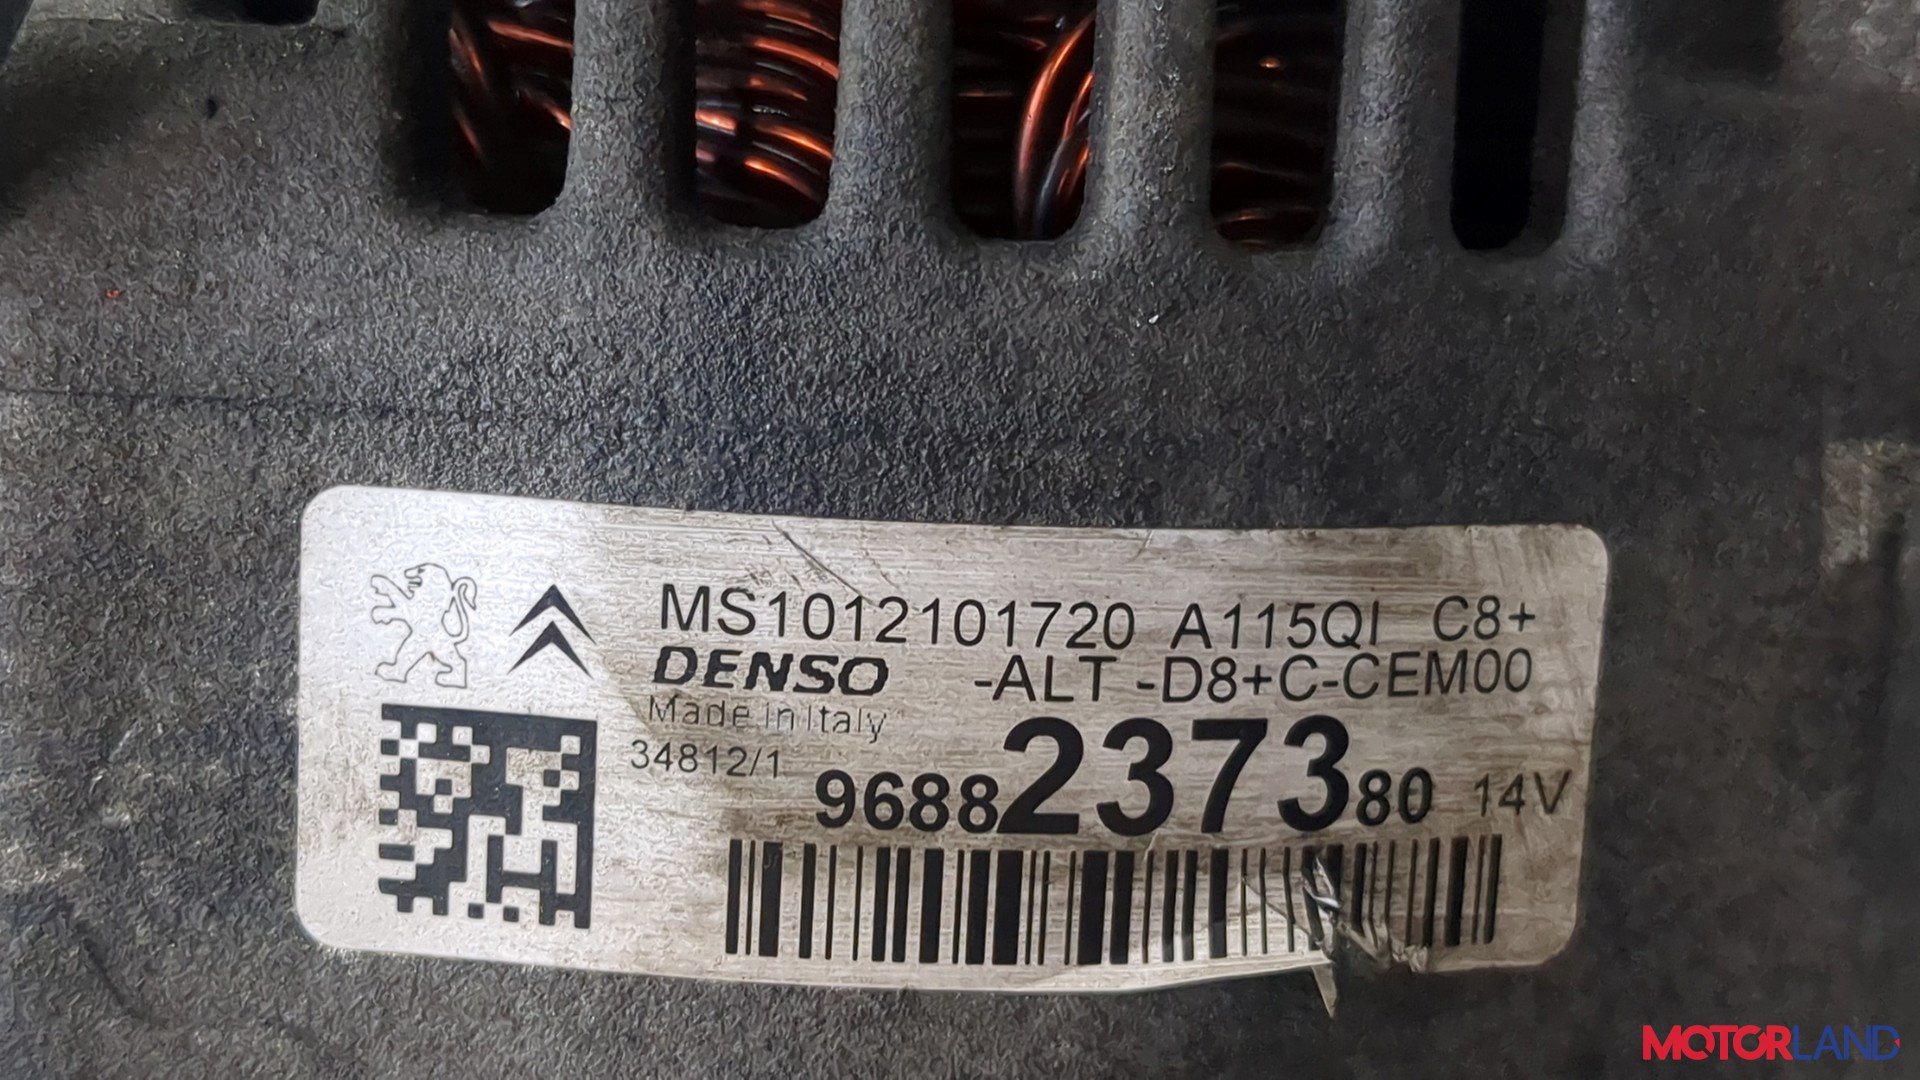 MS1012101720 A115QI C8+
DENSO -ALT -D8+C-CEM00
Made in Italy
34812/1
9688237380 14V
MOTORLAND